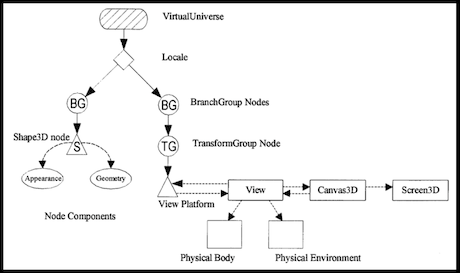 VirtualUniverse
Locale
BG
BG
BranchGroup Nodes
Shape3D node
S
TG
TransformGroup Node
Appearance
Geometry
View Platform
View
Canvas3D
Screen3D
Node Components
Physical Body
Physical Environment